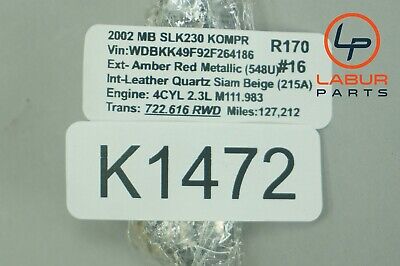 2002 MB SLK230 KOMPR R170
Vin:WDBKK49F92F264186 #16
Ext- Amber Red Metallic (548U)
Int-Leather Quartz Siam Beige (215A)
Engine: 4CYL 2.3L M111.983
Trans: 722.616 RWD Miles:127,212
K1472
LP
LABUR
PARTS